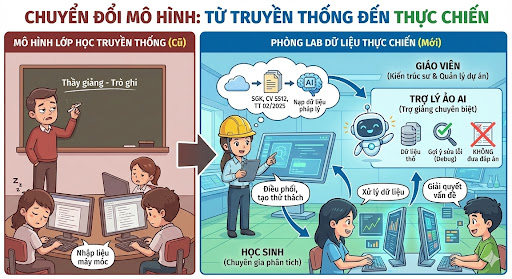 CHUYỂN ĐỔI MÔ HÌNH: TỪ TRUYỀN THỐNG ĐẾN THỰC CHIẾN
MÔ HÌNH LỚP HỌC TRUYỀN THỐNG (Cũ)
Thầy giảng - Trò ghi
z
z
z
Nhập liệu
máy móc
PHÒNG LAB DỮ LIỆU THỰC CHIẾN (Mới)
SGK, CV 5512,
TT 02/2025
AI
Nạp dữ liệu
pháp lý
GIÁO VIÊN
(Kiến trúc sư & Quản lý dự án)
TRỢ LÝ ẢO AI
(Trợ giảng chuyên biệt)
Dữ liệu
thô
Gợi ý sửa lỗi
(Debug)
KHÔNG
đưa đáp án
Điều phối,
tạo thử thách
Xử lý dữ liệu
Giải quyết
vấn đề
HỌC SINH
(Chuyên gia phân tích)